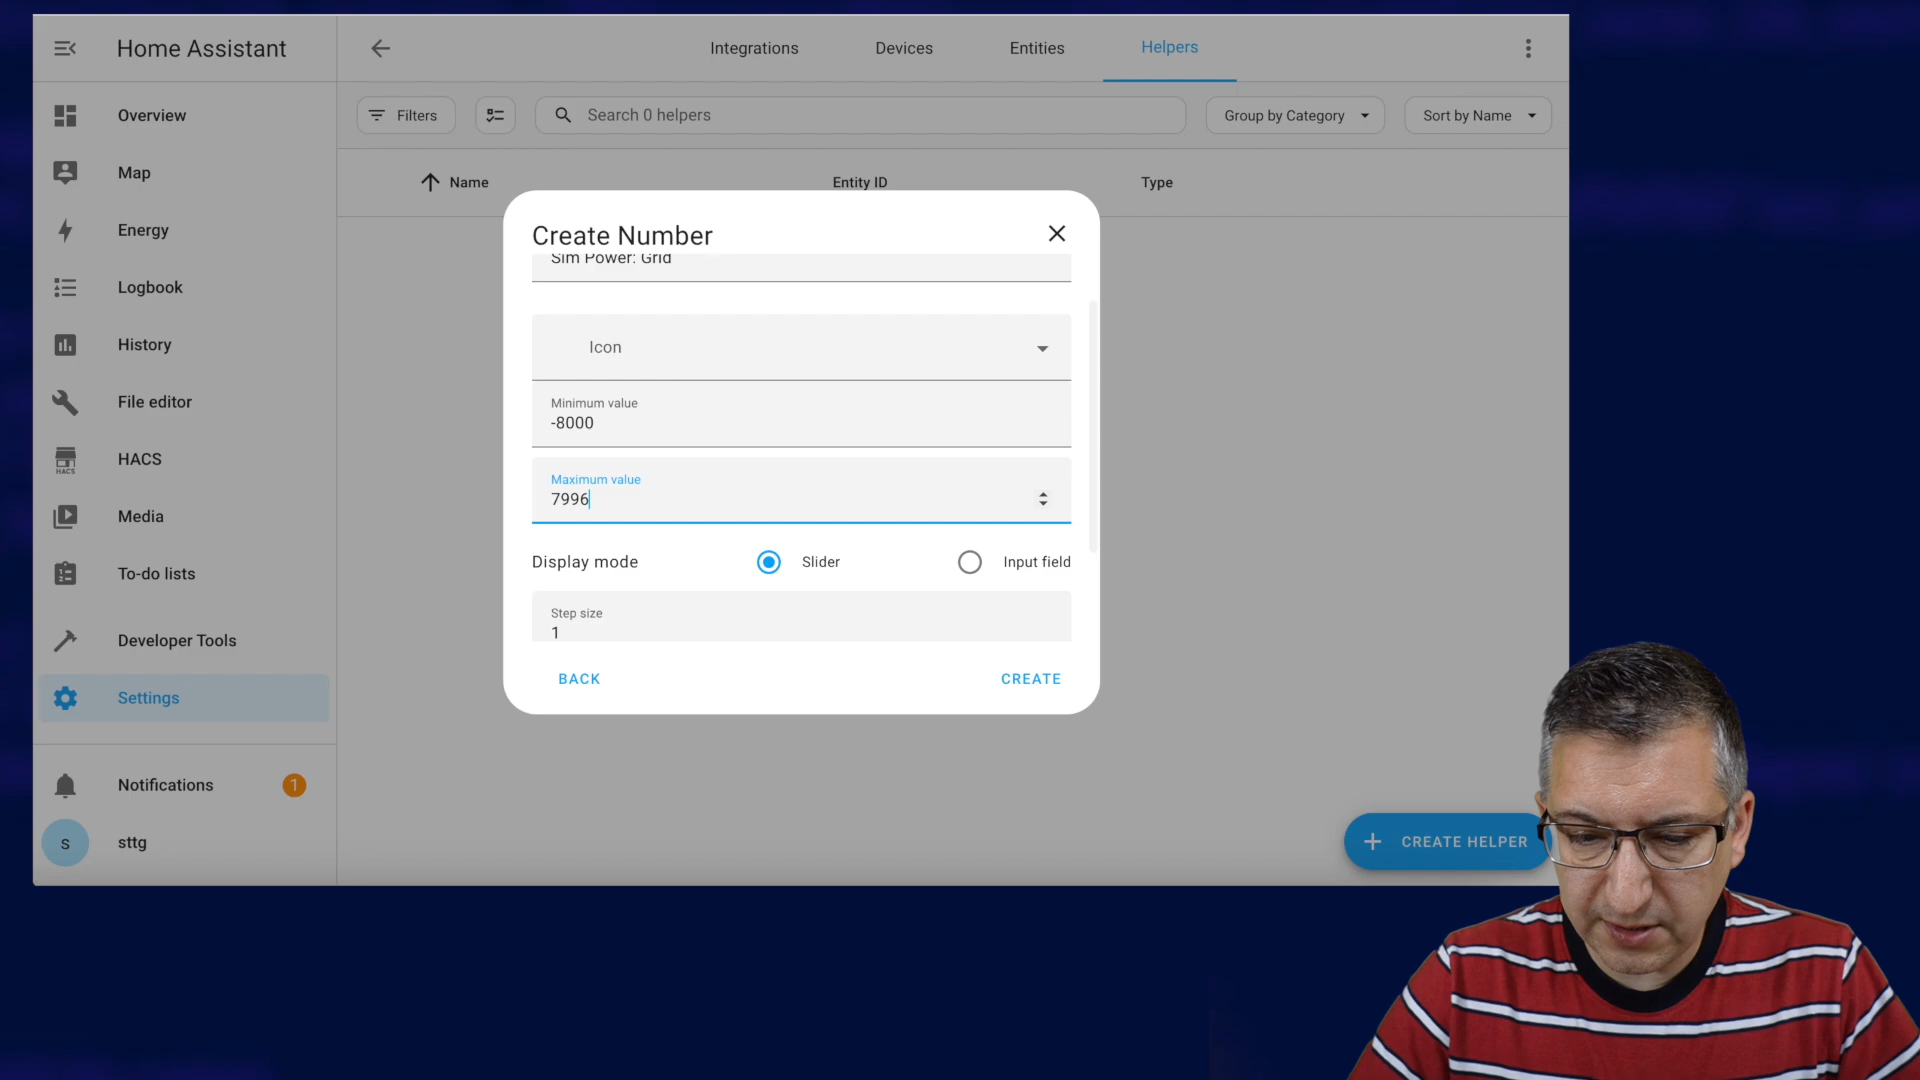 Home Assistant
Integrations
Devices
Entities
Helpers
Overview
Filters
Search 0 helpers
Group by Category
Sort by Name
Map
Name
Entity ID
Type
Energy
Create Number
Sim Power: Grid
Logbook
History
Icon
File editor
Minimum value
-8000
HACS
HACS
Maximum value
7996
Media
Display mode
Slider
Input field
To-do lists
Step size
1
Developer Tools
BACK
CREATE
Settings
Notifications
1
s
sttg
CREATE HELPER